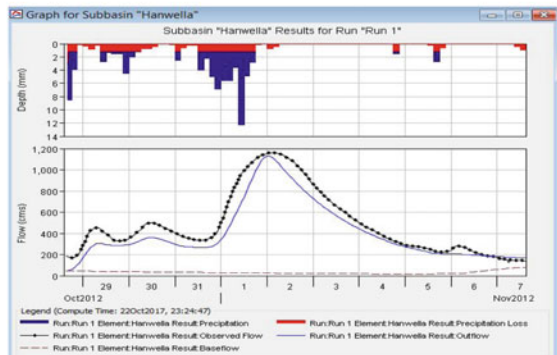 Graph for Subbasin "Hanwella"
Subbasin "Hanwella" Results for Run "Run 1"
Depth (mm)
0
2
4
6
8
10
12
14
Flow (cms)
1,200
1,000
800
600
400
200
0
29 30 31 1 2 3 4 5 6 7
Oct2012 Nov2012
Legend (Compute Time: 22Oct2017, 23:24:47)
Run:Run 1 Element:Hanwella Result:Precipitation
Run:Run 1 Element:Hanwella Result:Precipitation Loss
Run:Run 1 Element:Hanwella Result:Observed Flow
Run:Run 1 Element:Hanwella Result:Outflow
Run:Run 1 Element:Hanwella Result:Baseflow